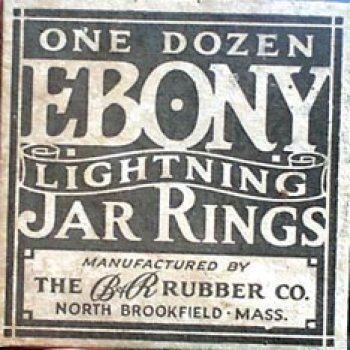 ONE DOZEN
EBONY
LIGHTNING
JAR RINGS
MANUFACTURED BY
THE B&R RUBBER CO.
NORTH BROOKFIELD · MASS.